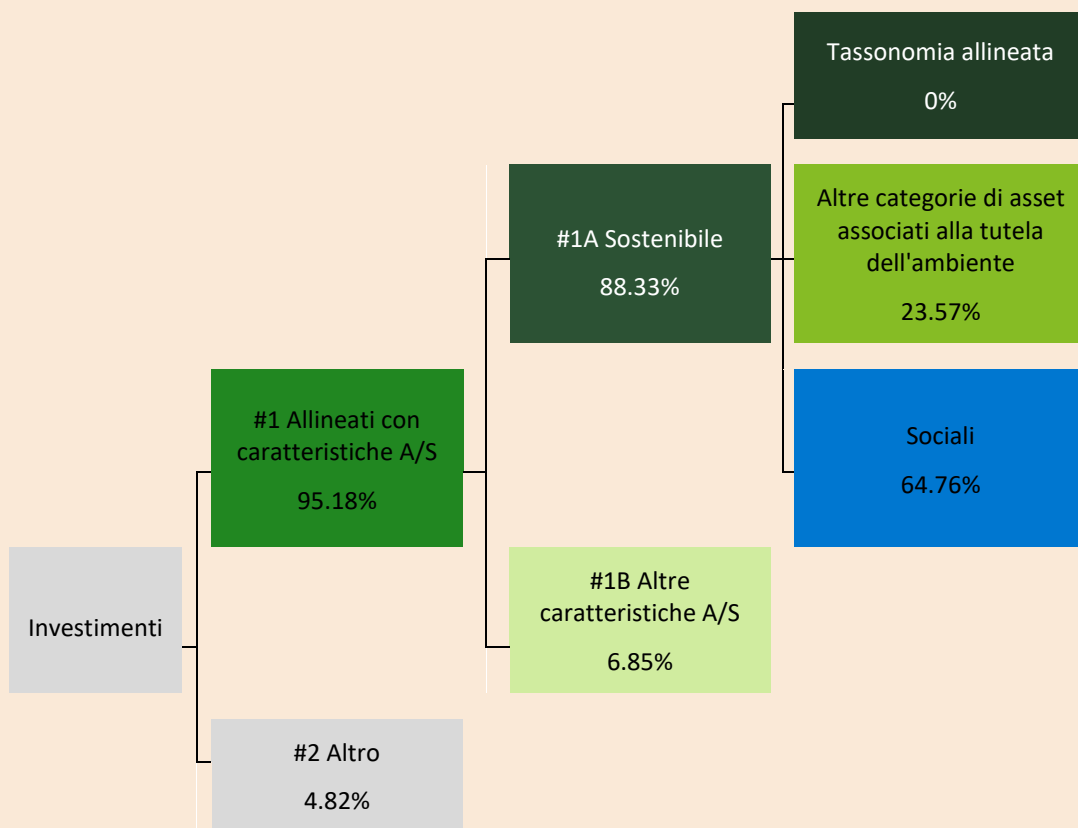 Tassonomia allineata
0%
Altre categorie di asset
associati alla tutela
dell'ambiente
23.57%
#1A Sostenibile
88.33%
Sociali
64.76%
#1 Allineati con
caratteristiche A/S
95.18%
#1B Altre
caratteristiche A/S
6.85%
Investimenti
#2 Altro
4.82%